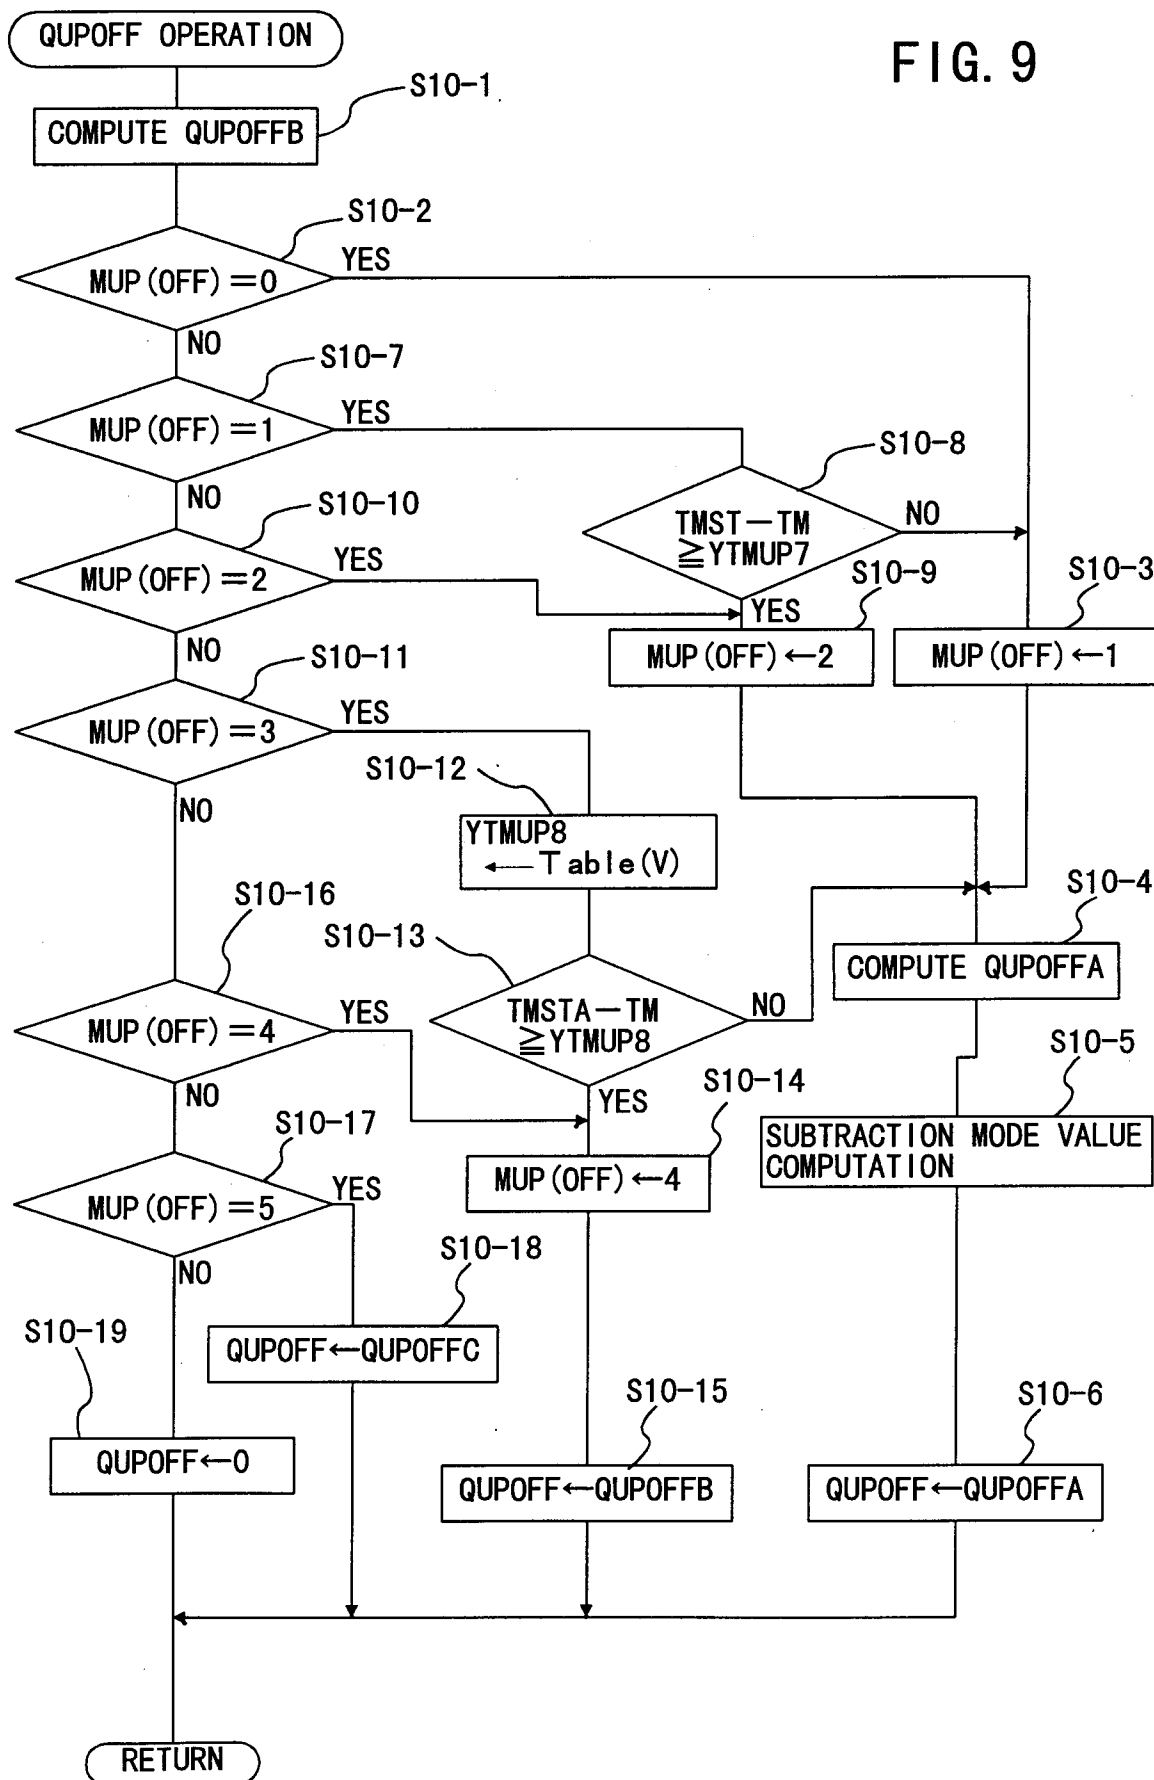 QUPOFF OPERATION
FIG. 9
S10-1
COMPUTE QUPOFFB
S10-2
MUP(OFF)=0
YES
NO
S10-7
MUP(OFF)=1
YES
NO
S10-8
TMST-TM
≧YTMUP7
NO
YES
S10-10
MUP(OFF)=2
YES
NO
S10-9
MUP(OFF)←2
S10-3
MUP(OFF)←1
S10-11
MUP(OFF)=3
YES
NO
S10-12
YTMUP8
←Table(V)
S10-4
COMPUTE QUPOFFA
S10-13
TMSTA-TM
≧YTMUP8
NO
YES
S10-16
MUP(OFF)=4
YES
NO
S10-5
SUBTRACTION MODE VALUE
COMPUTATION
S10-14
MUP(OFF)←4
S10-17
MUP(OFF)=5
YES
NO
S10-18
QUPOFF←QUPOFFC
S10-19
QUPOFF←0
S10-15
QUPOFF←QUPOFFB
S10-6
QUPOFF←QUPOFFA
RETURN